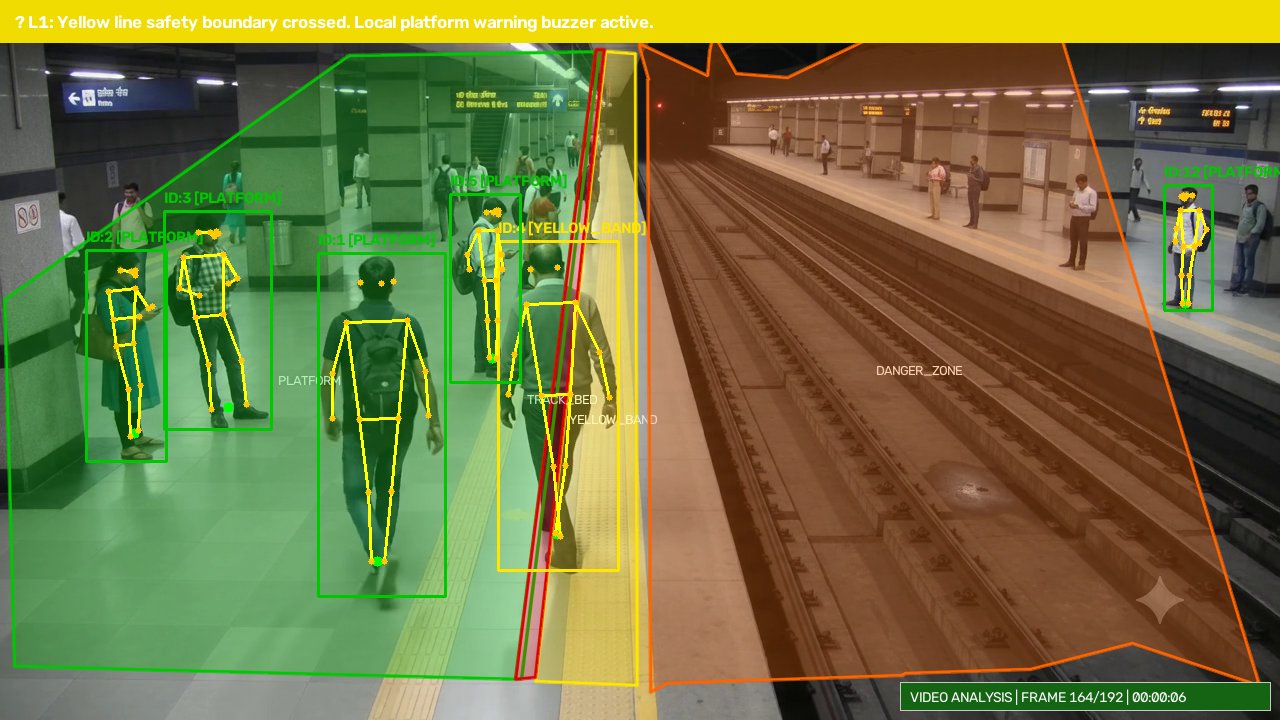 ? L1: Yellow line safety boundary crossed. Local platform warning buzzer active.
ID:3 [PLATFORM]
ID:2 [PLATFORM]
ID:1 [PLATFORM]
ID:5 [PLATFORM]
ID:4 [YELLOW_BAND]
ID:12 [PLATFORM
PLATFORM
DANGER_ZONE
TRACK_BED
YELLOW_BAND
VIDEO ANALYSIS | FRAME 164/192 | 00:00:06